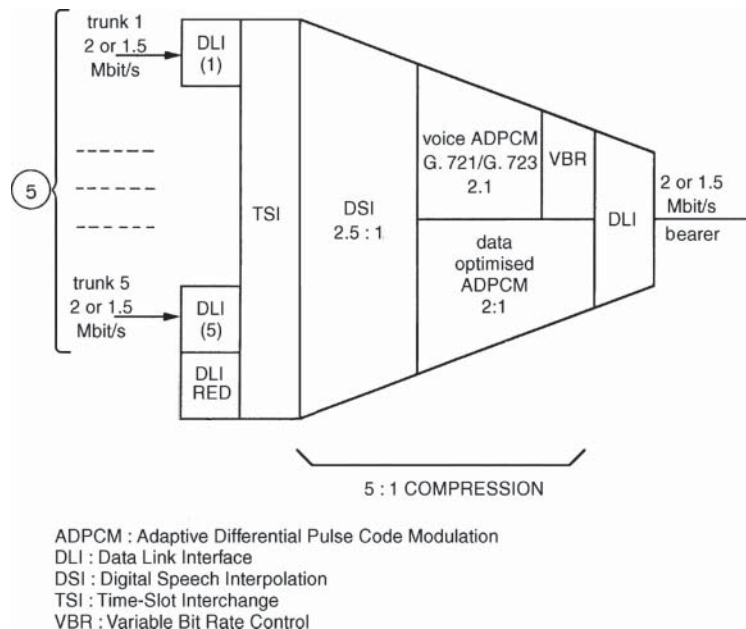 trunk 1
2 or 1.5
Mbit/s
DLI
(1)
5
trunk 5
2 or 1.5
Mbit/s
DLI
(5)
DLI
RED
TSI
DSI
2.5 : 1
voice ADPCM
G. 721/G. 723
2.1
VBR
data
optimised
ADPCM
2:1
DLI
2 or 1.5
Mbit/s
bearer
5 : 1 COMPRESSION
ADPCM : Adaptive Differential Pulse Code Modulation
DLI : Data Link Interface
DSI : Digital Speech Interpolation
TSI : Time-Slot Interchange
VBR : Variable Bit Rate Control